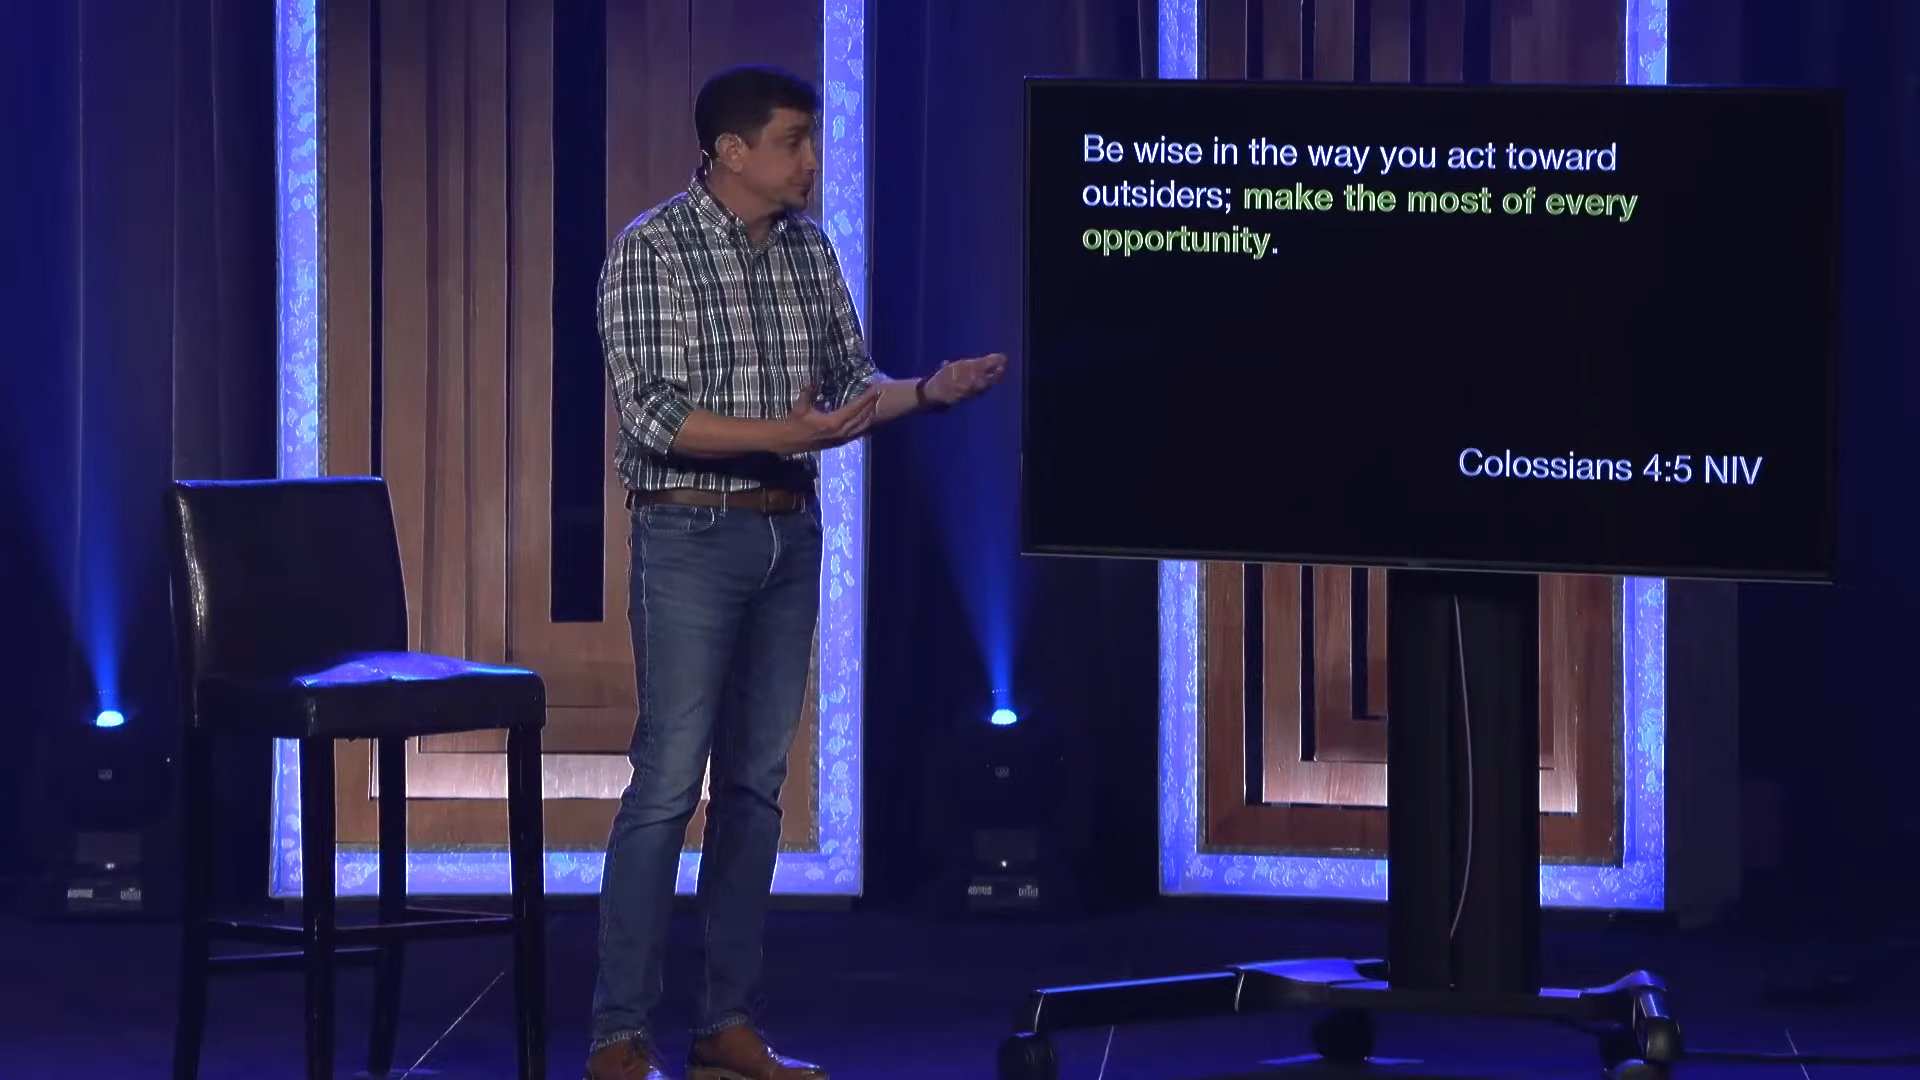 Be wise in the way you act toward
outsiders; make the most of every
opportunity.
Colossians 4:5 NIV